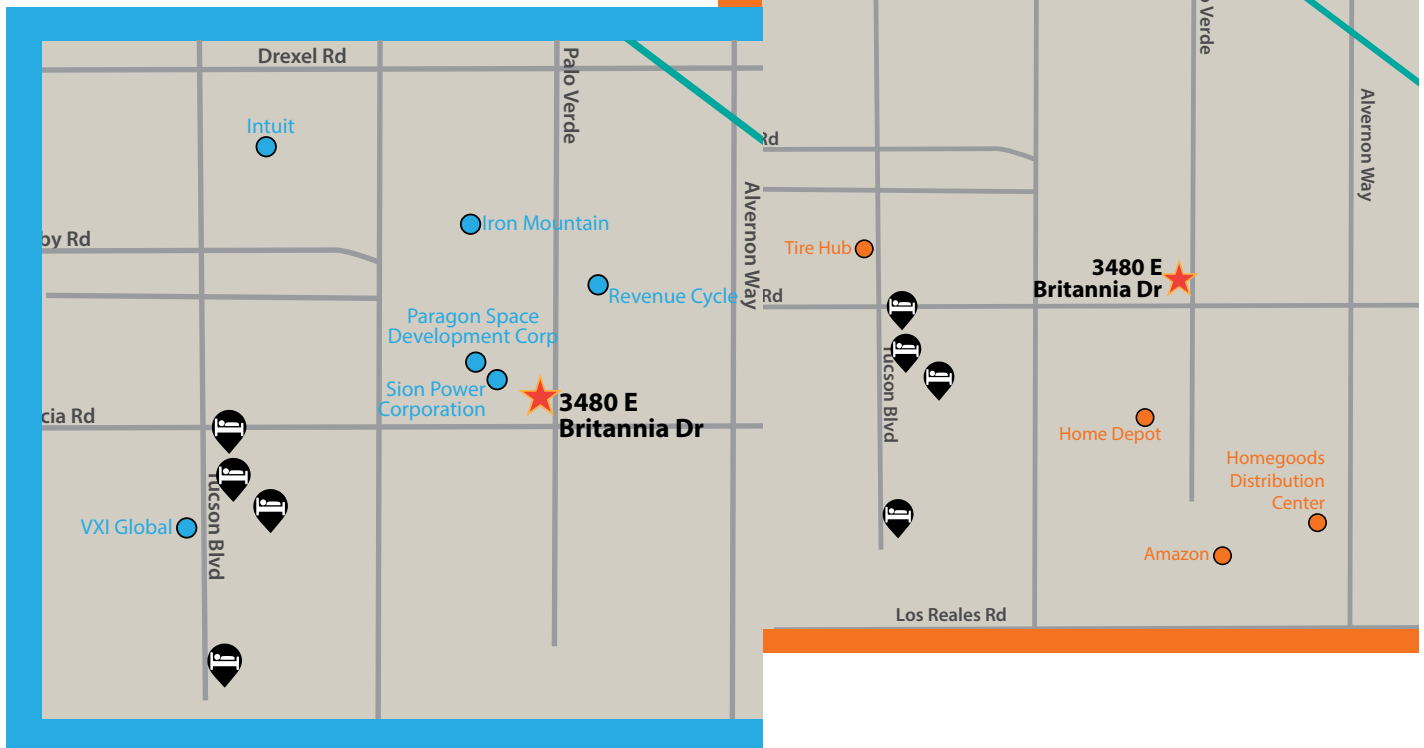 Drexel Rd
Palo Verde
Intuit
Iron Mountain
by Rd
Alvernon Way
Revenue Cycle
Paragon Space
Development Corp
Sion Power
Corporation
3480 E
Britannia Dr
cia Rd
Tucson Blvd
VXI Global
o Verde
Rd
Alvernon Way
Tire Hub
3480 E
Britannia Dr
Rd
Tucson Blvd
Home Depot
Homegoods
Distribution
Center
Amazon
Los Reales Rd